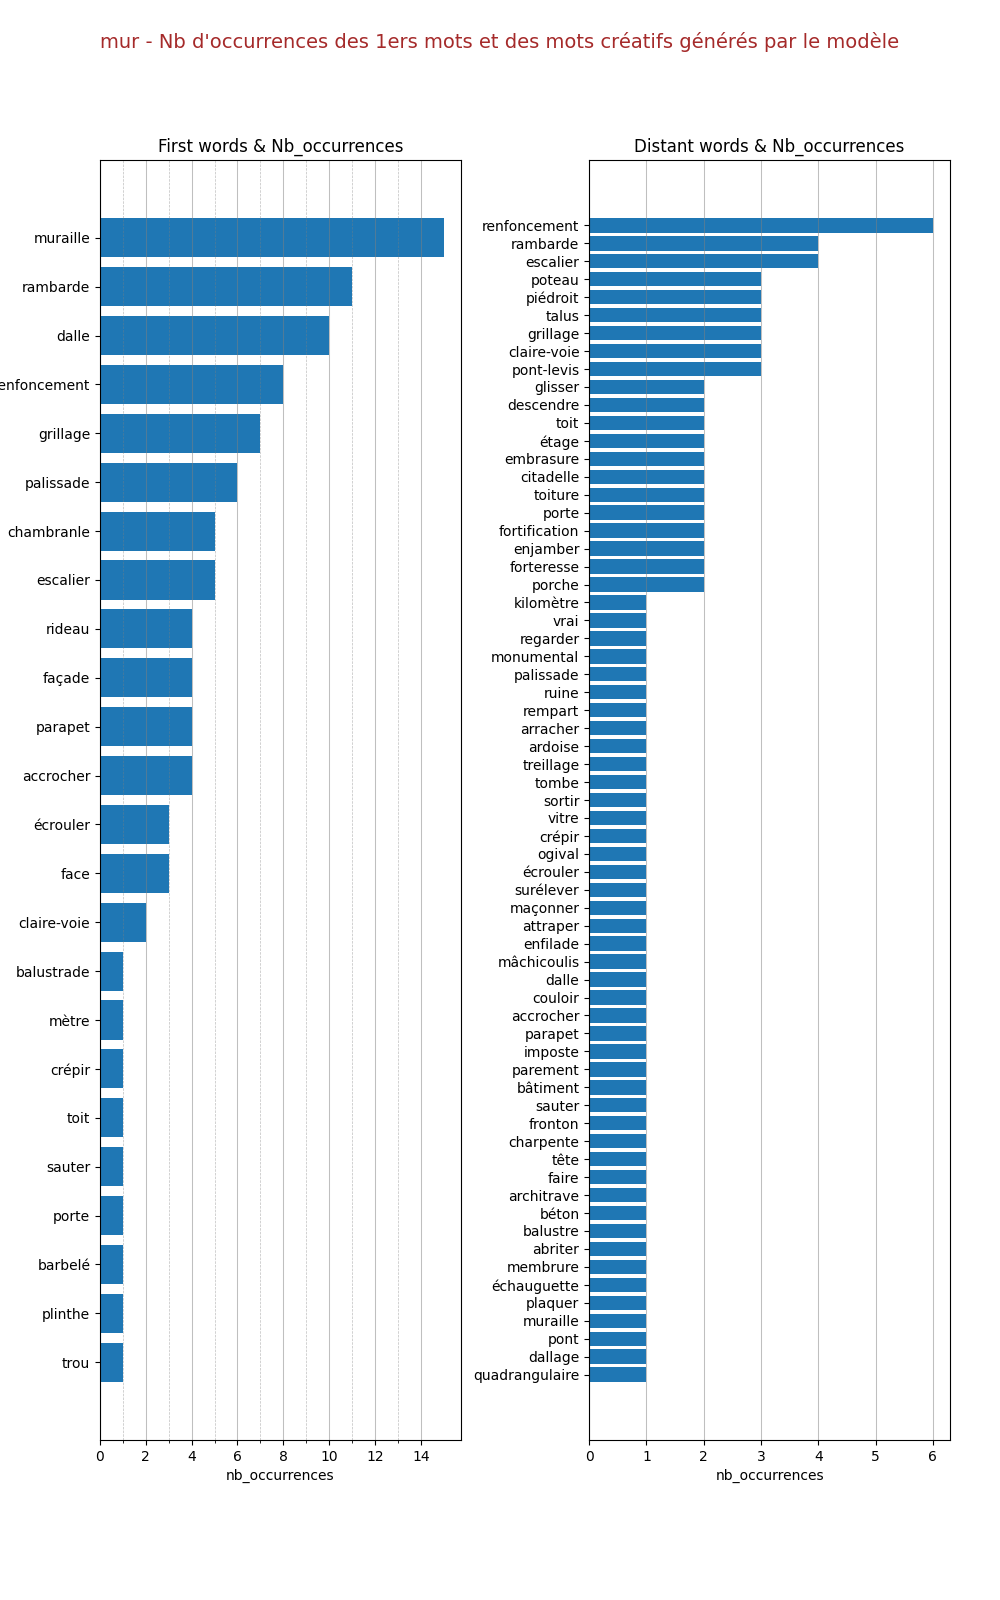 mur - Nb d'occurrences des 1ers mots et des mots créatifs générés par le modèle
First words & Nb_occurrences
muraille
rambarde
dalle
enfoncement
grillage
palissade
chambranle
escalier
rideau
façade
parapet
accrocher
écrouler
face
claire-voie
balustrade
mètre
crépir
toit
sauter
porte
barbelé
plinthe
trou
0 2 4 6 8 10 12 14
nb_occurrences
Distant words & Nb_occurrences
renfoncement
rambarde
escalier
poteau
piédroit
talus
grillage
claire-voie
pont-levis
glisser
descendre
toit
étage
embrasure
citadelle
toiture
porte
fortification
enjamber
forteresse
porche
kilomètre
vrai
regarder
monumental
palissade
ruine
rempart
arracher
ardoise
treillage
tombe
sortir
vitre
crépir
ogival
écrouler
surélever
maçonner
attraper
enfilade
mâchicoulis
dalle
couloir
accrocher
parapet
imposte
parement
bâtiment
sauter
fronton
charpente
tête
faire
architrave
béton
balustre
abriter
membrure
échauguette
plaquer
muraille
pont
dallage
quadrangulaire
0 1 2 3 4 5 6
nb_occurrences